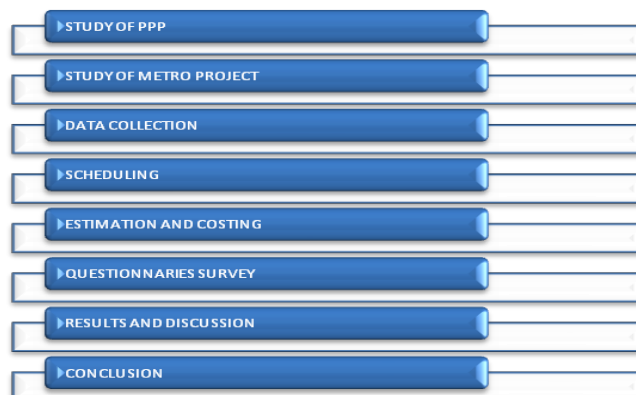 STUDY OF PPP
STUDY OF METRO PROJECT
DATA COLLECTION
SCHEDULING
ESTIMATION AND COSTING
QUESTIONNARIES SURVEY
RESULTS AND DISCUSSION
CONCLUSION